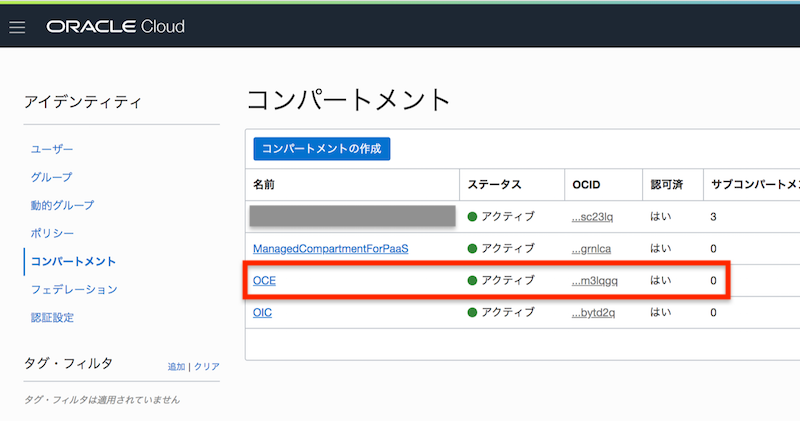 ORACLE Cloud
アイデンティティ
ユーザー
グループ
動的グループ
ポリシー
コンパートメント
フェデレーション
認証設定
タグ・フィルタ 追加 | クリア
タグ・フィルタは適用されていません
コンパートメント
コンパートメントの作成
名前 ステータス OCID 認可済 サブコンパートメン
アクティブ ...sc23lq はい 3
ManagedCompartmentForPaaS アクティブ ...grnlca はい 0
OCE アクティブ ...m3lqgq はい 0
OIC アクティブ ...bytd2q はい 0